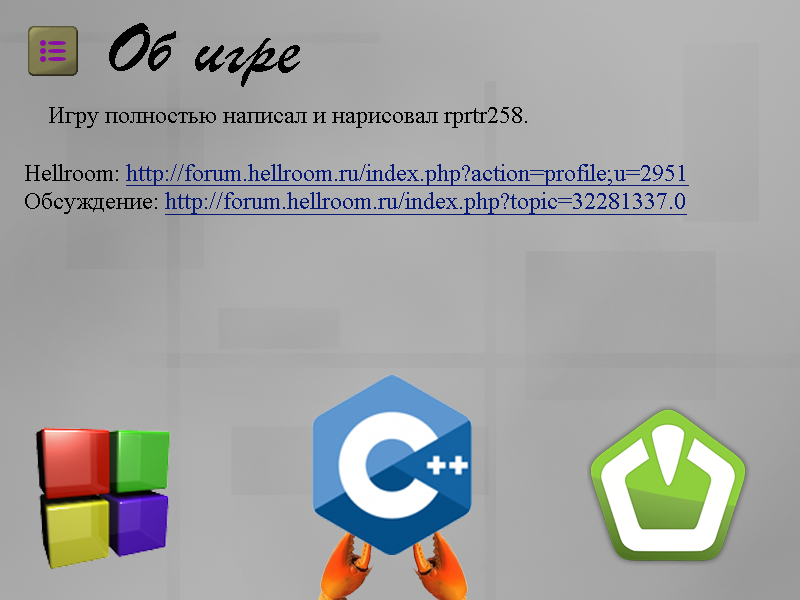 Об игре
Игру полностью написал и нарисовал rprtr258.
Hellroom: http://forum.hellroom.ru/index.php?action=profile;u=2951
Обсуждение: http://forum.hellroom.ru/index.php?topic=32281337.0
C++